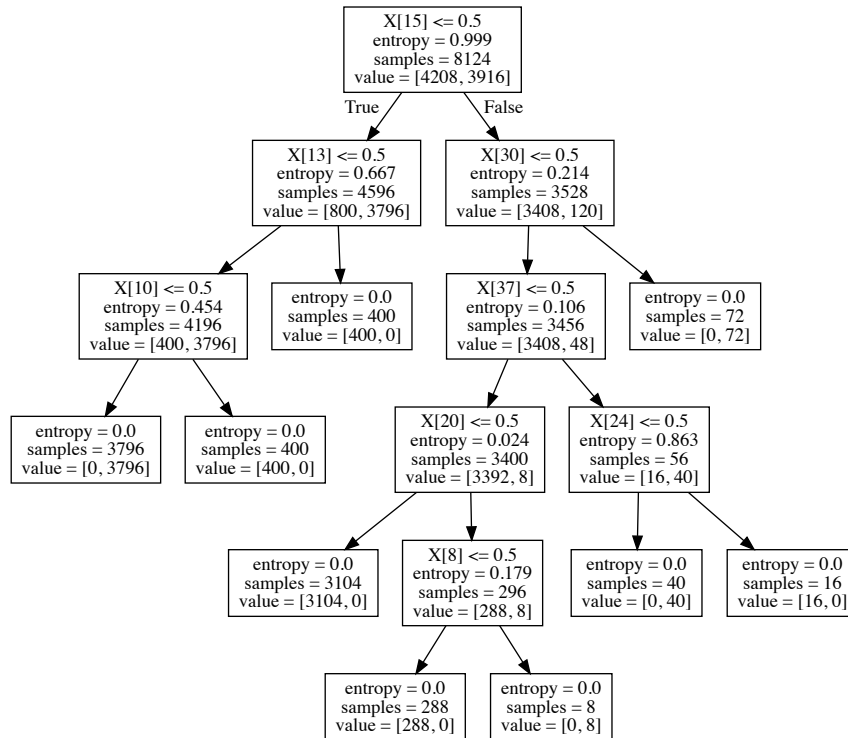 X[15] <= 0.5
entropy = 0.999
samples = 8124
value = [4208, 3916]
True
False
X[13] <= 0.5
entropy = 0.667
samples = 4596
value = [800, 3796]
X[30] <= 0.5
entropy = 0.214
samples = 3528
value = [3408, 120]
X[10] <= 0.5
entropy = 0.454
samples = 4196
value = [400, 3796]
entropy = 0.0
samples = 400
value = [400, 0]
X[37] <= 0.5
entropy = 0.106
samples = 3456
value = [3408, 48]
entropy = 0.0
samples = 72
value = [0, 72]
entropy = 0.0
samples = 3796
value = [0, 3796]
entropy = 0.0
samples = 400
value = [400, 0]
X[20] <= 0.5
entropy = 0.024
samples = 3400
value = [3392, 8]
X[24] <= 0.5
entropy = 0.863
samples = 56
value = [16, 40]
entropy = 0.0
samples = 3104
value = [3104, 0]
X[8] <= 0.5
entropy = 0.179
samples = 296
value = [288, 8]
entropy = 0.0
samples = 40
value = [0, 40]
entropy = 0.0
samples = 16
value = [16, 0]
entropy = 0.0
samples = 288
value = [288, 0]
entropy = 0.0
samples = 8
value = [0, 8]